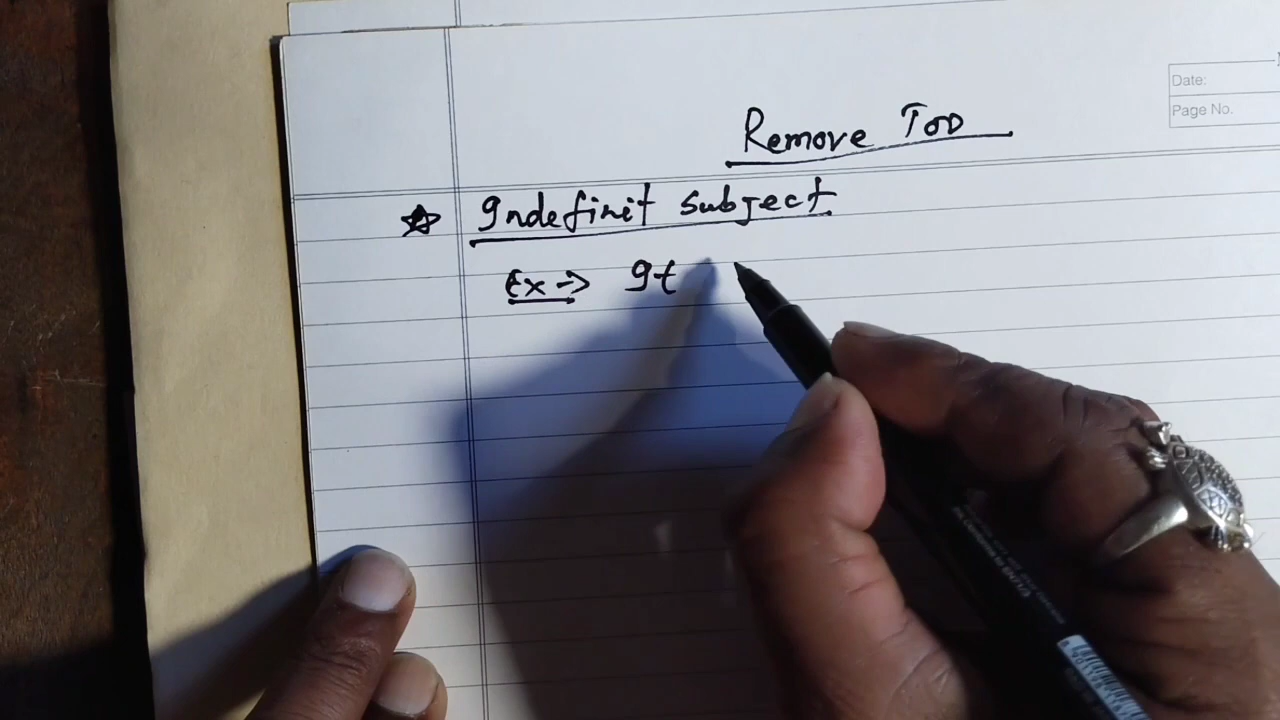 Date:
Page No.
Remove Too
Indefinit subject
Ex → It